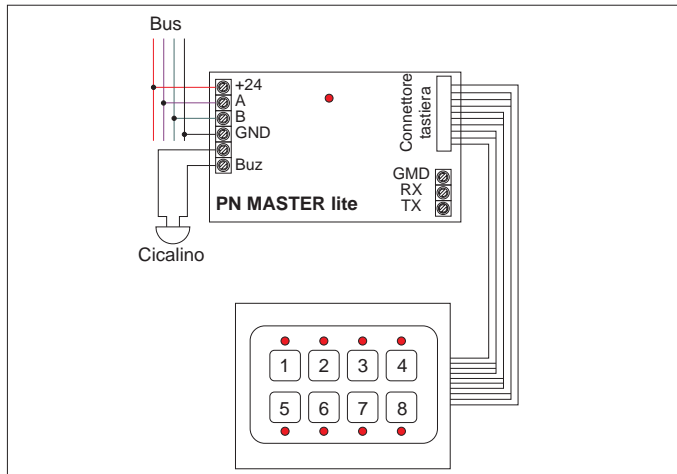 Bus
+24
A
B
GND
Buz
Connettore
tastiera
GMD
RX
TX
PN MASTER lite
Cicalino
1 2 3 4
5 6 7 8